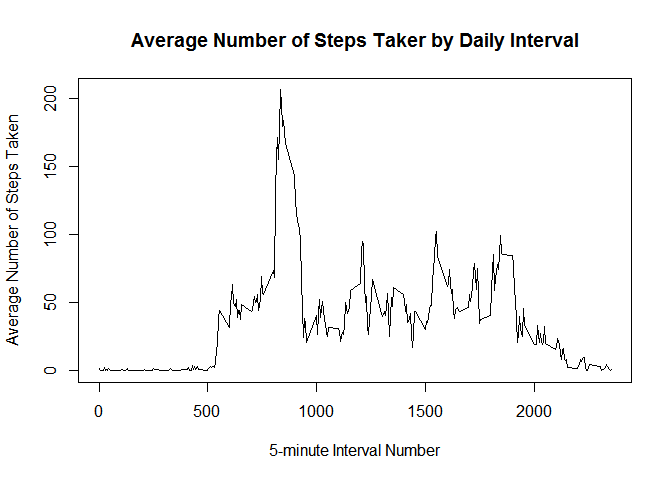 Average Number of Steps Taker by Daily Interval
Average Number of Steps Taken
200
150
100
50
0
0 500 1000 1500 2000
5-minute Interval Number